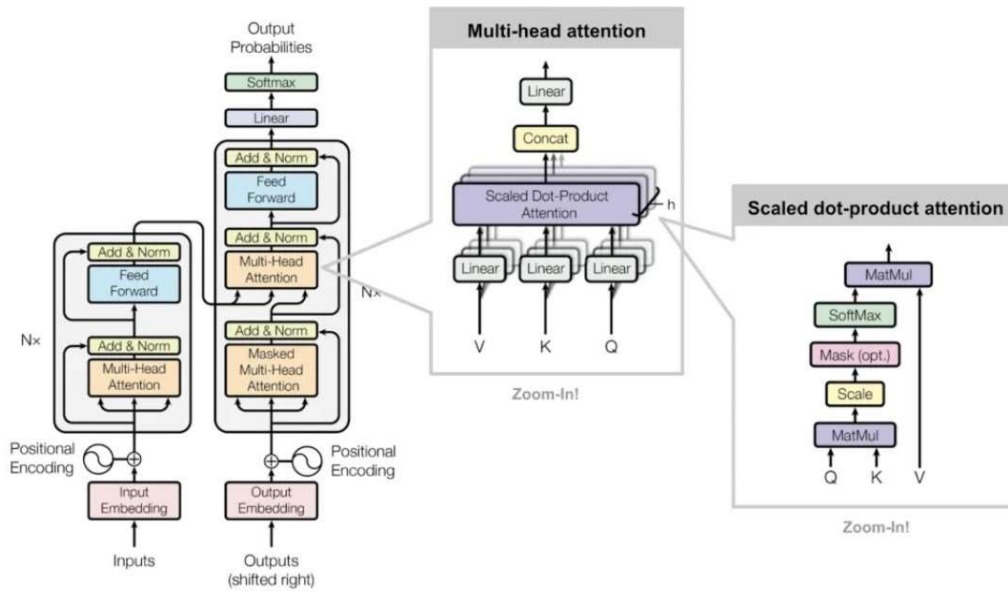 Output
Probabilities
Softmax
Linear
Add & Norm
Feed
Forward
Add & Norm
Multi-Head
Attention
Nx
Add & Norm
Masked
Multi-Head
Attention
Add & Norm
Feed
Forward
Nx
Add & Norm
Multi-Head
Attention
Positional
Encoding
Positional
Encoding
Input
Embedding
Output
Embedding
Inputs
Outputs
(shifted right)
Multi-head attention
Linear
Concat
Scaled Dot-Product
Attention
h
Linear
Linear
Linear
V
K
Q
Zoom-In!
Scaled dot-product attention
MatMul
SoftMax
Mask (opt.)
Scale
MatMul
Q
K
V
Zoom-In!